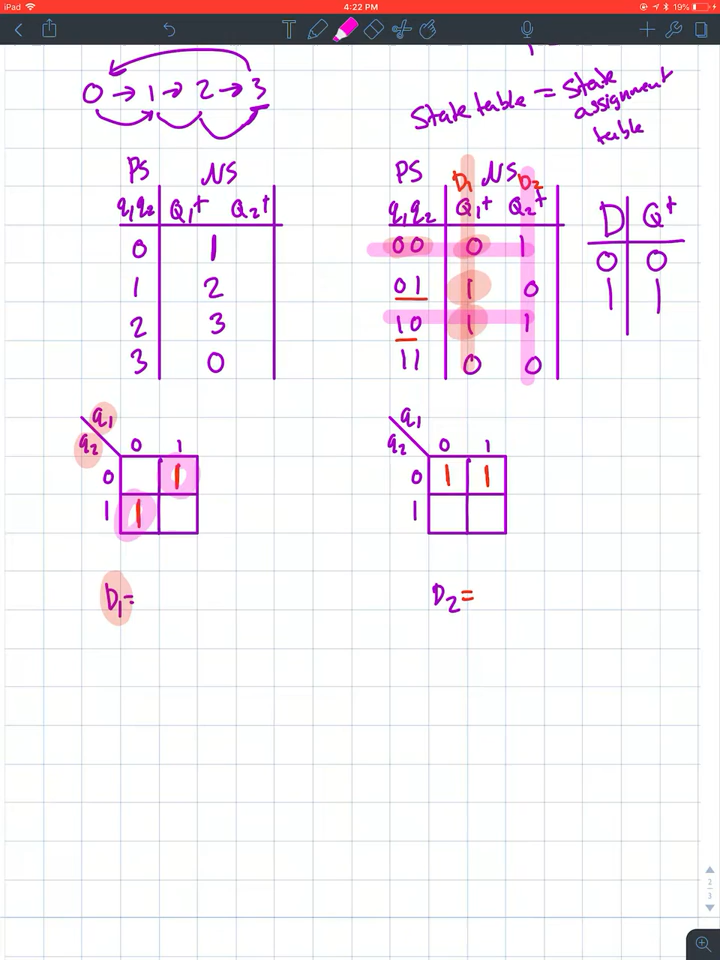 iPad 4:22 PM 19%
T
0 → 1 → 2 → 3
State table = State assignment table
PS NS
q1q2 Q1+ Q2+
0 1
1 2
2 3
3 0
PS D1 NS D2
q1q2 Q1+ Q2+
00 0 1
01 1 0
10 1 1
11 0 0
D Q+
0 0
1 1
q1
q2 0 1
0 1
1 1
D1=
q1
q2 0 1
0 1 1
1
D2=
2
3